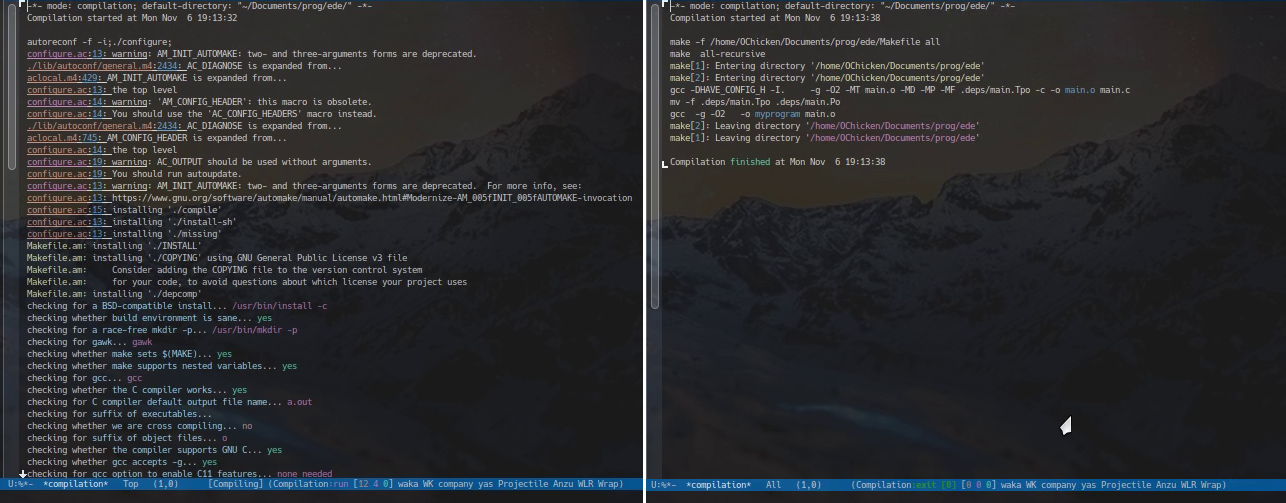 -*- mode: compilation; default-directory: "~/Documents/prog/ede/" -*-
Compilation started at Mon Nov  6 19:13:32

autoreconf -f -i;./configure;
configure.ac:13: warning: AM_INIT_AUTOMAKE: two- and three-arguments forms are deprecated.
./lib/autoconf/general.m4:2434: AC_DIAGNOSE is expanded from...
aclocal.m4:429: AM_INIT_AUTOMAKE is expanded from...
configure.ac:13: the top level
configure.ac:14: warning: 'AM_CONFIG_HEADER': this macro is obsolete.
configure.ac:14: You should use the 'AC_CONFIG_HEADERS' macro instead.
./lib/autoconf/general.m4:2434: AC_DIAGNOSE is expanded from...
aclocal.m4:745: AM_CONFIG_HEADER is expanded from...
configure.ac:14: the top level
configure.ac:19: warning: AC_OUTPUT should be used without arguments.
configure.ac:19: You should run autoupdate.
configure.ac:13: warning: AM_INIT_AUTOMAKE: two- and three-arguments forms are deprecated.  For more info, see:
configure.ac:13: https://www.gnu.org/software/automake/manual/automake.html#Modernize-AM_005fINIT_005fAUTOMAKE-invocation
configure.ac:15: installing './compile'
configure.ac:13: installing './install-sh'
configure.ac:13: installing './missing'
Makefile.am: installing './INSTALL'
Makefile.am: installing './COPYING' using GNU General Public License v3 file
Makefile.am:     Consider adding the COPYING file to the version control system
Makefile.am:     for your code, to avoid questions about which license your project uses
Makefile.am: installing './depcomp'
checking for a BSD-compatible install... /usr/bin/install -c
checking whether build environment is sane... yes
checking for a race-free mkdir -p... /usr/bin/mkdir -p
checking for gawk... gawk
checking whether make sets $(MAKE)... yes
checking whether make supports nested variables... yes
checking for gcc... gcc
checking whether the C compiler works... yes
checking for C compiler default output file name... a.out
checking for suffix of executables...
checking whether we are cross compiling... no
checking for suffix of object files... o
checking whether the compiler supports GNU C... yes
checking whether gcc accepts -g... yes
checking for gcc option to enable C11 features... none needed
U:%*-  *compilation*   Top   (1,0)      [Compiling] (Compilation:run [12 4 0] waka WK company yas Projectile Anzu WLR Wrap)
-*- mode: compilation; default-directory: "~/Documents/prog/ede/" -*-
Compilation started at Mon Nov  6 19:13:38

make -f /home/OChicken/Documents/prog/ede/Makefile all
make  all-recursive
make[1]: Entering directory '/home/OChicken/Documents/prog/ede'
make[2]: Entering directory '/home/OChicken/Documents/prog/ede'
gcc -DHAVE_CONFIG_H -I.     -g -O2 -MT main.o -MD -MP -MF .deps/main.Tpo -c -o main.o main.c
mv -f .deps/main.Tpo .deps/main.Po
gcc  -g -O2   -o myprogram main.o
make[2]: Leaving directory '/home/OChicken/Documents/prog/ede'
make[1]: Leaving directory '/home/OChicken/Documents/prog/ede'

Compilation finished at Mon Nov  6 19:13:38
U:%*-  *compilation*   All   (1,0)      (Compilation:exit [0] [0 0 0] waka WK company yas Projectile Anzu WLR Wrap)